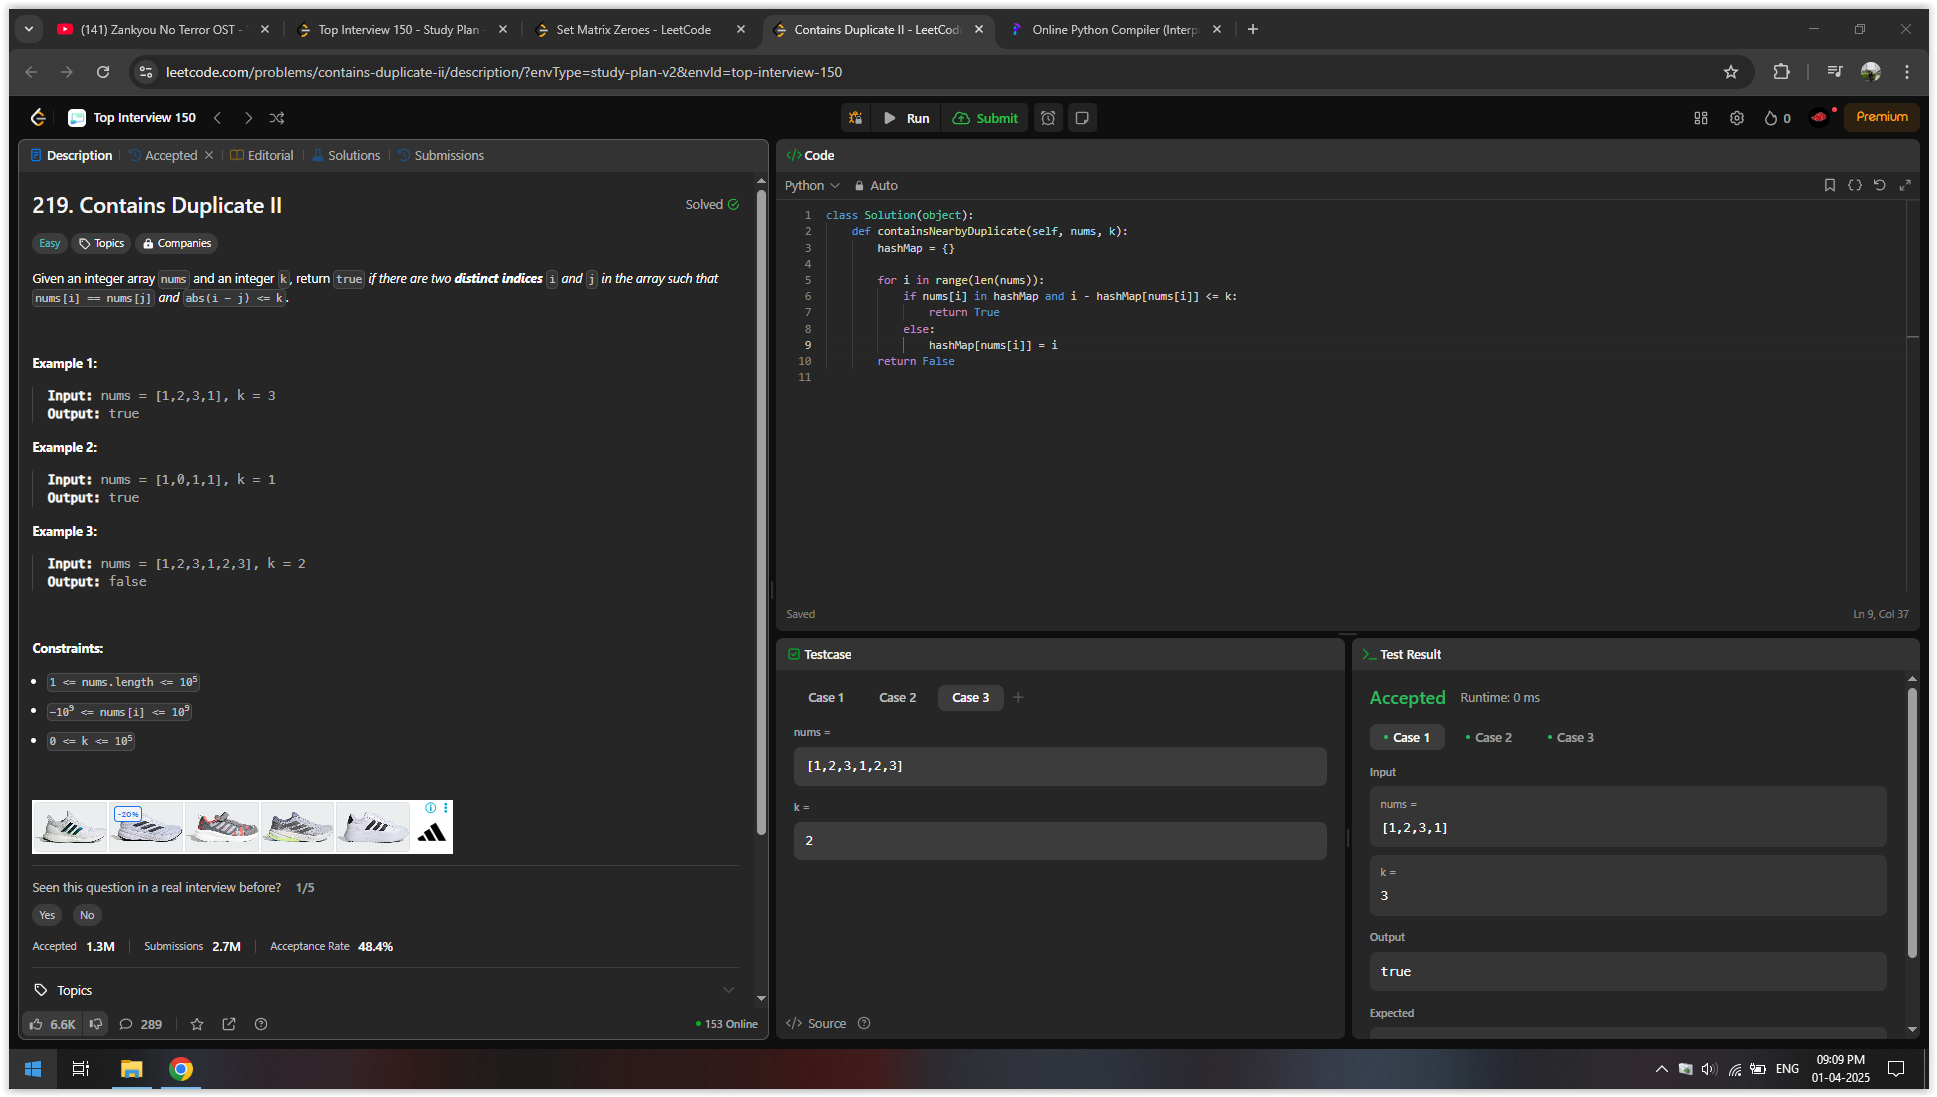 (141) Zankyou No Terror OST -
Top Interview 150 - Study Plan
Set Matrix Zeroes - LeetCode
Contains Duplicate II - LeetCod
Online Python Compiler (Interp
leetcode.com/problems/contains-duplicate-ii/description/?envType=study-plan-v2&envId=top-interview-150
Top Interview 150
Run
Submit
0
Premium
Description
Accepted
Editorial
Solutions
Submissions
219. Contains Duplicate II
Solved
Easy
Topics
Companies
Given an integer array nums and an integer k, return true if there are two distinct indices i and j in the array such that
nums[i] == nums[j] and abs(i - j) <= k.
Example 1:
Input: nums = [1,2,3,1], k = 3
Output: true
Example 2:
Input: nums = [1,0,1,1], k = 1
Output: true
Example 3:
Input: nums = [1,2,3,1,2,3], k = 2
Output: false
Constraints:
1 <= nums.length <= 10⁵
-10⁹ <= nums[i] <= 10⁹
0 <= k <= 10⁵
-20%
Seen this question in a real interview before? 1/5
Yes
No
Accepted 1.3M
Submissions 2.7M
Acceptance Rate 48.4%
Topics
6.6K
289
153 Online
</> Code
Python
Auto
1 class Solution(object):
2 def containsNearbyDuplicate(self, nums, k):
3 hashMap = {}
4
5 for i in range(len(nums)):
6 if nums[i] in hashMap and i - hashMap[nums[i]] <= k:
7 return True
8 else:
9 hashMap[nums[i]] = i
10 return False
11
Saved
Ln 9, Col 37
Testcase
Case 1
Case 2
Case 3
nums =
[1,2,3,1,2,3]
k =
2
</> Source
>_ Test Result
Accepted
Runtime: 0 ms
Case 1
Case 2
Case 3
Input
nums =
[1,2,3,1]
k =
3
Output
true
Expected
ENG
09:09 PM
01-04-2025